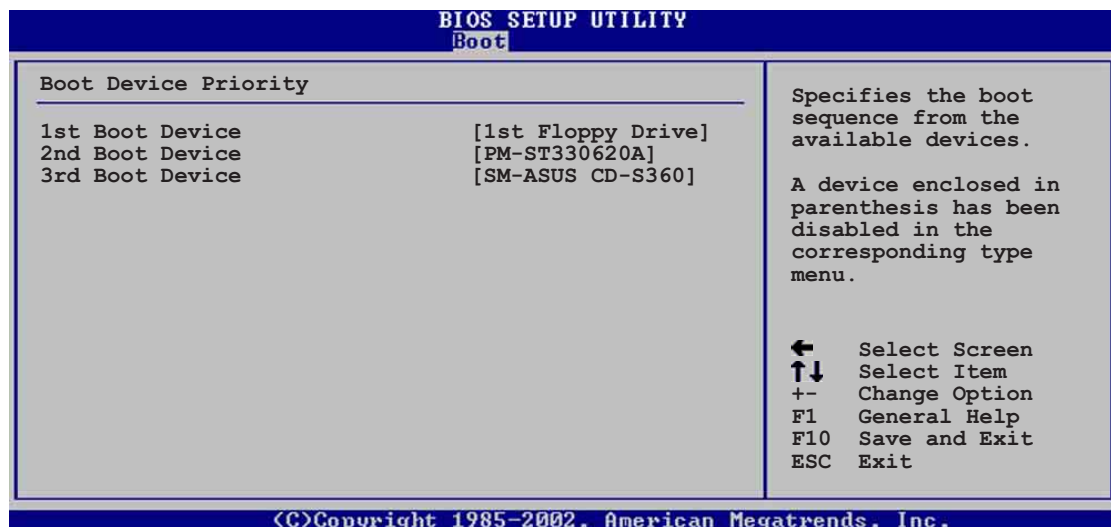 BIOS SETUP UTILITY
Boot
Boot Device Priority
1st Boot Device [1st Floppy Drive]
2nd Boot Device [PM-ST330620A]
3rd Boot Device [SM-ASUS CD-S360]
Specifies the boot
sequence from the
available devices.
A device enclosed in
parenthesis has been
disabled in the
corresponding type
menu.
← Select Screen
↑↓ Select Item
+- Change Option
F1 General Help
F10 Save and Exit
ESC Exit
(C)Copyright 1985-2002, American Megatrends, Inc.